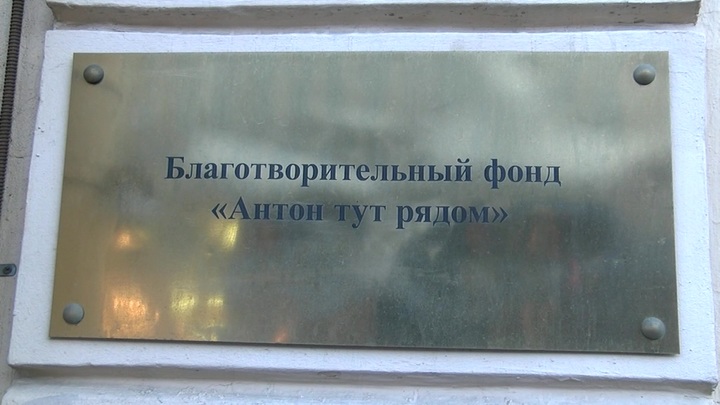 Благотворительный фонд
«Антон тут рядом»